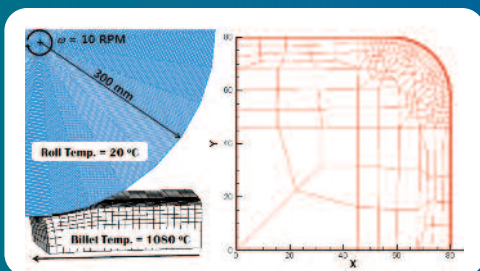 ω = 10 RPM
300 mm
Roll Temp. = 20 °C
Billet Temp. = 1080 °C
80
60
40
20
0
Y
0
20
40
60
80
X